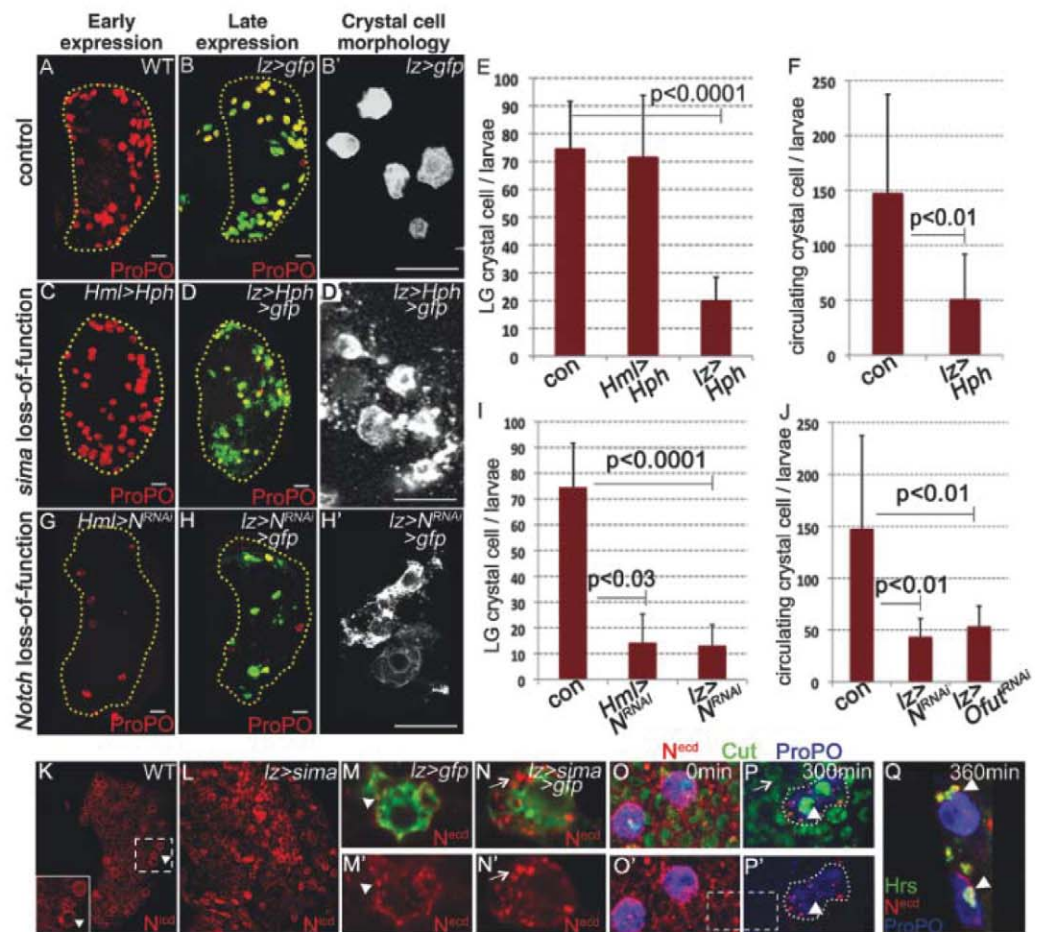 Early expression
Late expression
Crystal cell morphology
control
A WT
ProPO
B lz>gfp
ProPO
B' lz>gfp
sima loss-of-function
C Hml>Hph
ProPO
D lz>Hph >gfp
ProPO
D' lz>Hph >gfp
Notch loss-of-function
G Hml>N^RNAi
ProPO
H lz>N^RNAi >gfp
ProPO
H' lz>N^RNAi >gfp
E
LG crystal cell / larvae
100
90
80
70
60
50
40
30
20
10
0
p<0.0001
con
Hml> Hph
lz> Hph
F
circulating crystal cell / larvae
250
200
150
100
50
0
p<0.01
con
lz> Hph
I
LG crystal cell / larvae
100
90
80
70
60
50
40
30
20
10
0
p<0.0001
p<0.03
con
Hml> N^RNAi
lz> N^RNAi
J
circulating crystal cell / larvae
250
200
150
100
50
0
p<0.01
p<0.01
con
lz> N^RNAi
lz> Ofut^RNAi
N^ecd Cut ProPO
K WT
N^icd
L lz>sima
N^icd
M lz>gfp
N^ecd
M'
N^ecd
N lz>sima >gfp
N^ecd
N'
N^ecd
O 0min
O'
P 300min
P'
Q 360min
Hrs
N^ecd
ProPO